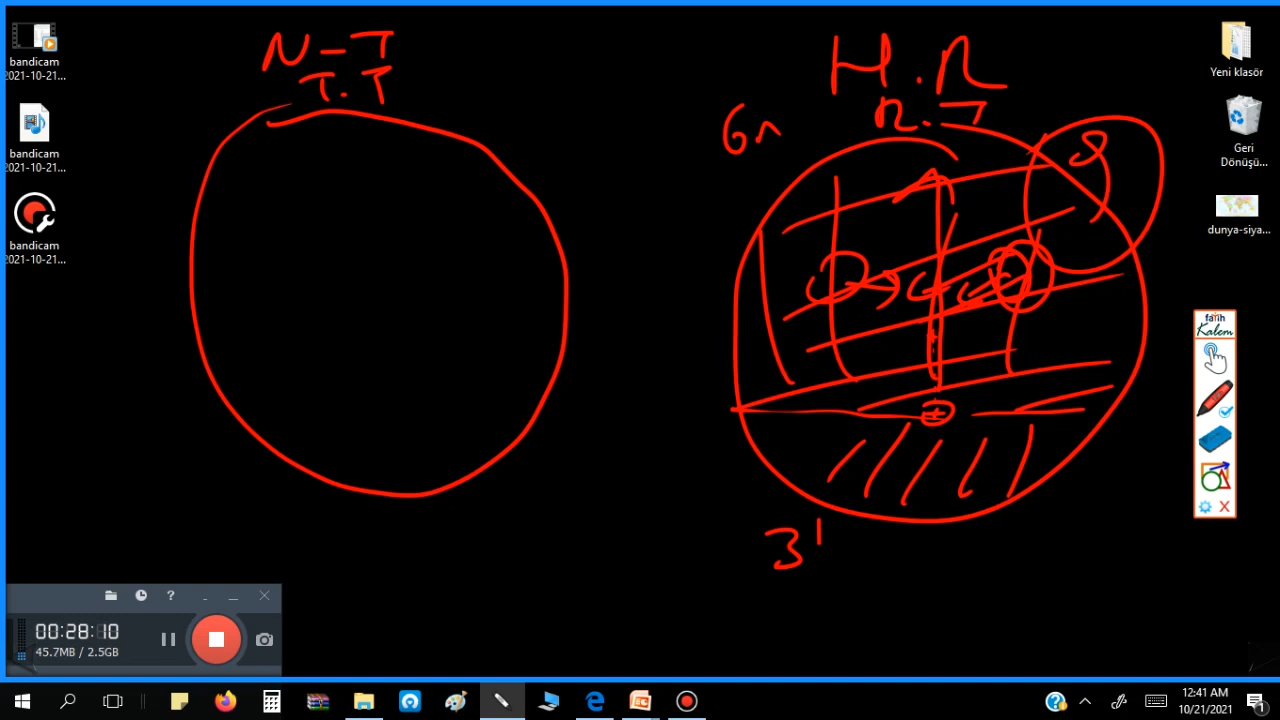 bandicam
2021-10-21...
bandicam
2021-10-21...
bandicam
2021-10-21...
N-T
T.T
H.R
R.T
6n
3'
Yeni klasör
Geri
Dönüşü...
dunya-siya...
fatih
Kalem
00:28:10
45.7MB / 2.5GB
12:41 AM
10/21/2021
1